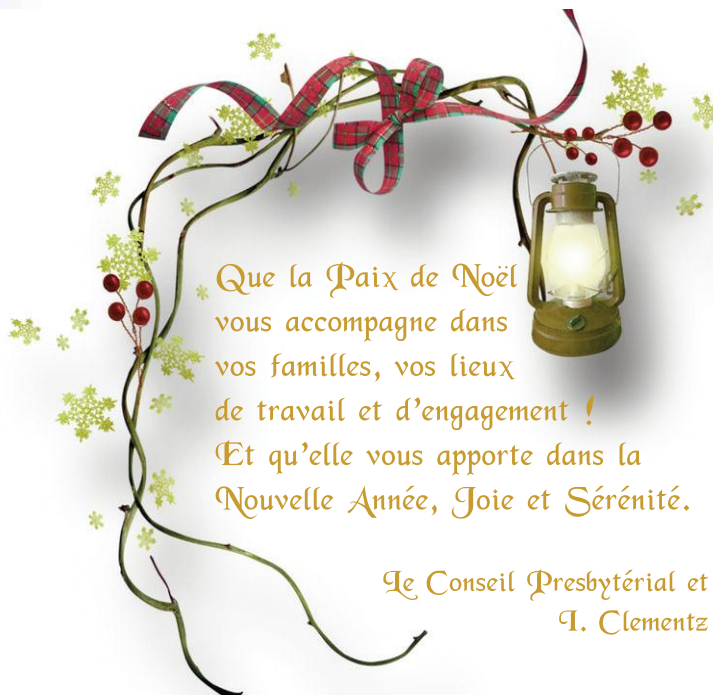 Que la Paix de Noël
vous accompagne dans
vos familles, vos lieux
de travail et d'engagement !
Et qu'elle vous apporte dans la
Nouvelle Année, Joie et Sérénité.
Le Conseil Presbytérial et
I. Clementz